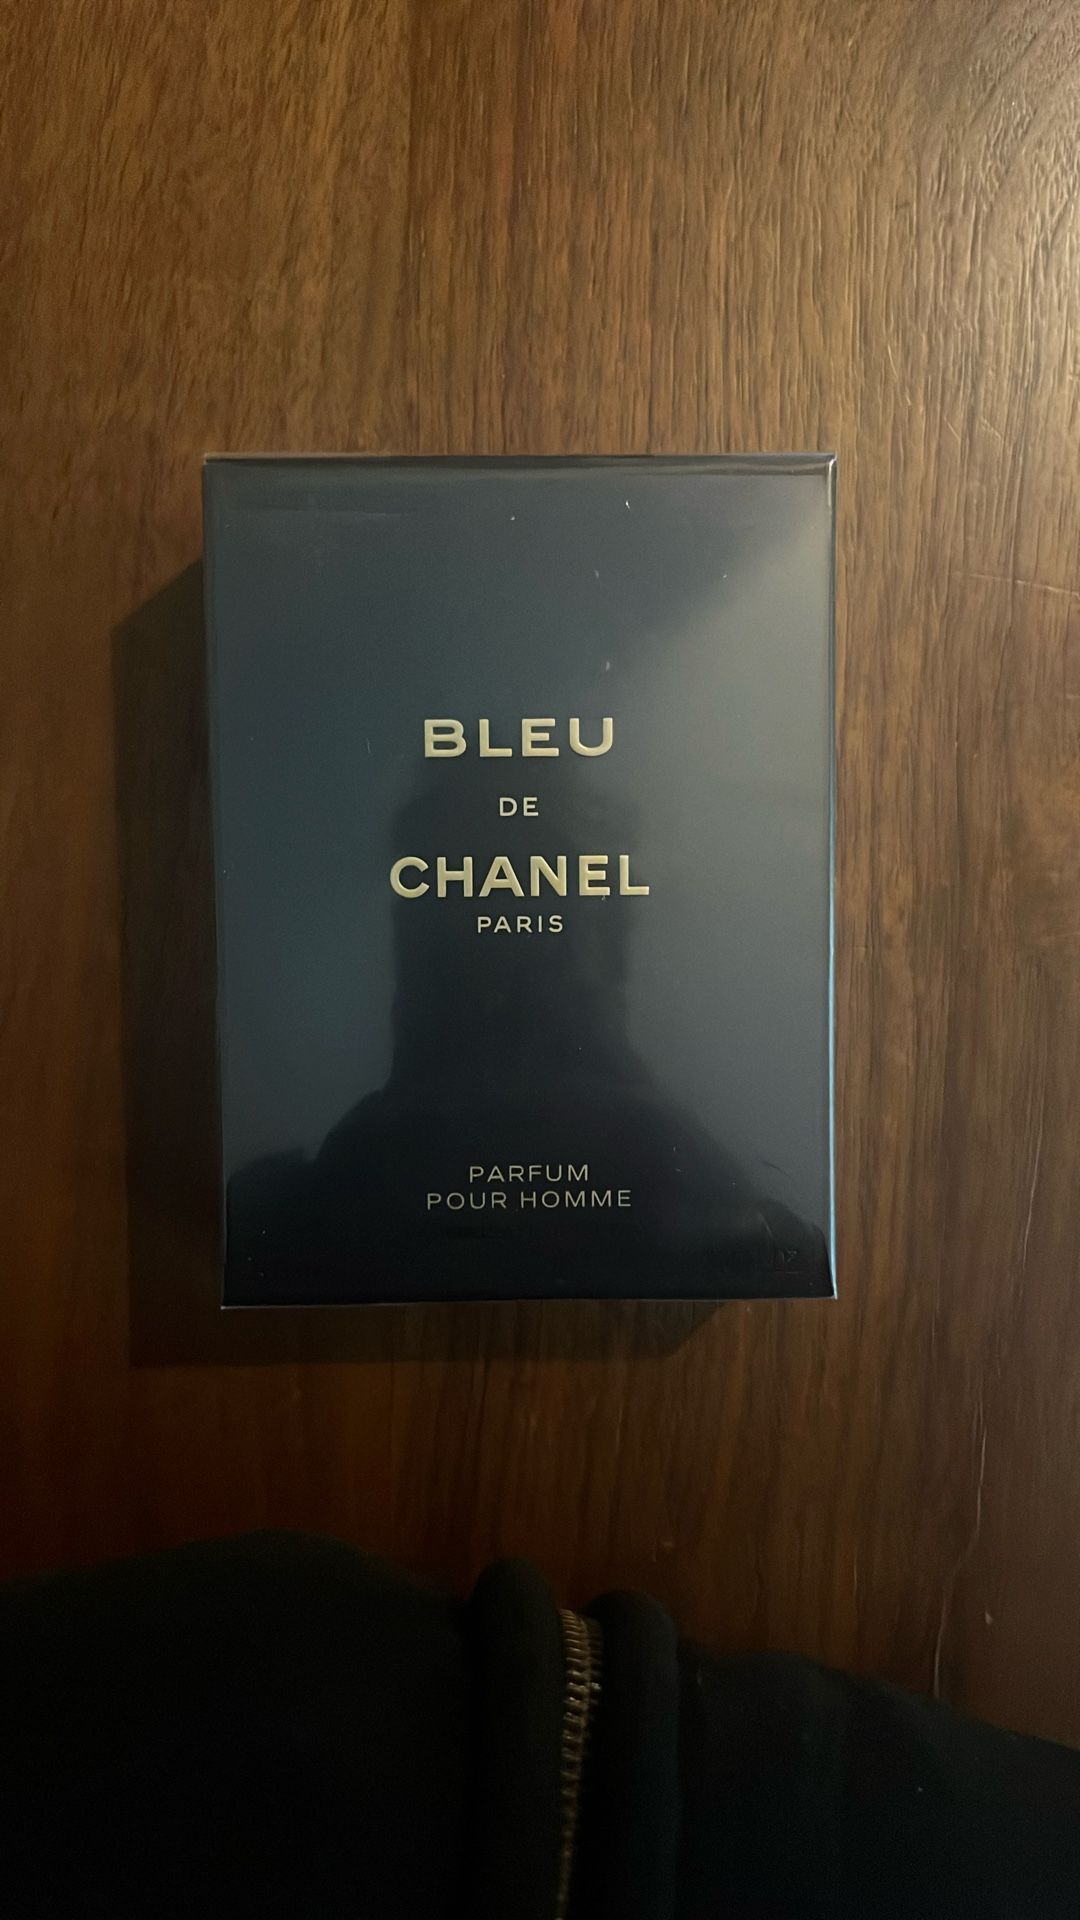 BLEU
DE
CHANEL
PARIS
PARFUM
POUR HOMME